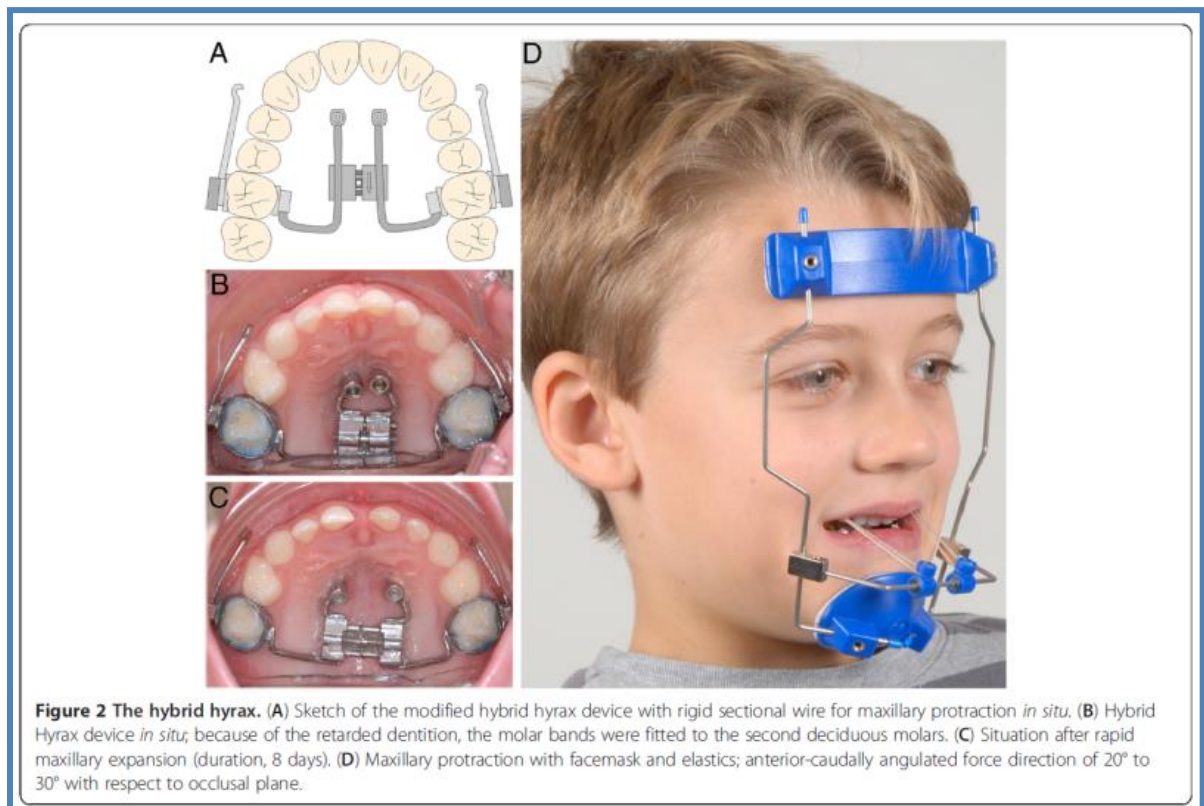 A
D
B
C
Figure 2 The hybrid hyrax. (A) Sketch of the modified hybrid hyrax device with rigid sectional wire for maxillary protraction in situ. (B) Hybrid
Hyrax device in situ; because of the retarded dentition, the molar bands were fitted to the second deciduous molars. (C) Situation after rapid
maxillary expansion (duration, 8 days). (D) Maxillary protraction with facemask and elastics; anterior-caudally angulated force direction of 20° to
30° with respect to occlusal plane.